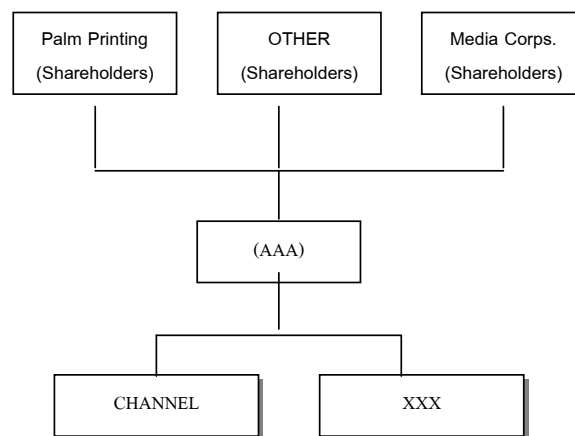 Palm Printing
(Shareholders)
OTHER
(Shareholders)
Media Corps.
(Shareholders)
(AAA)
CHANNEL
XXX